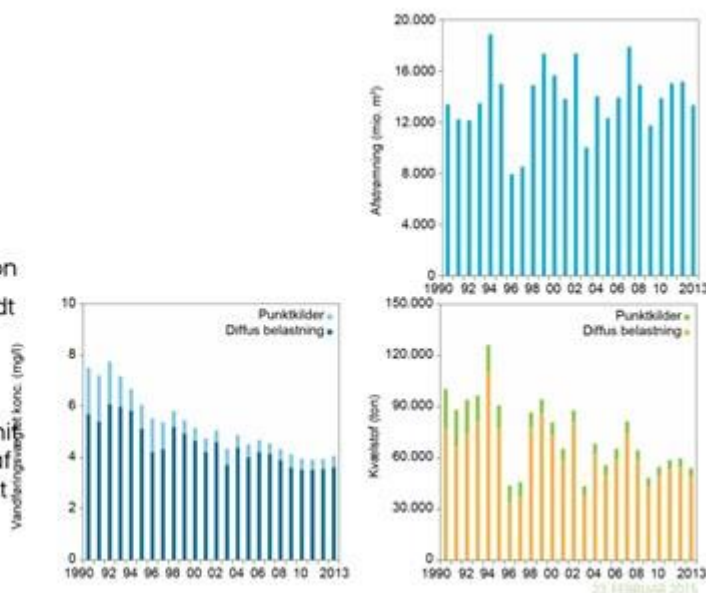 20.000
16.000
12.000
8.000
4.000
0
Afstrømning (mio. m³)
1990 92 94 96 98 00 02 04 06 08 10 2013
on
dt
af
t
10
8
6
4
2
0
Vandføringsvægtet konc. (mg/l)
Punktkilder
Diffus belastning
1990 92 94 96 98 00 02 04 06 08 10 2013
150.000
120.000
90.000
60.000
30.000
0
Kvælstof (ton)
Punktkilder
Diffus belastning
1990 92 94 96 98 00 02 04 06 08 10 2013